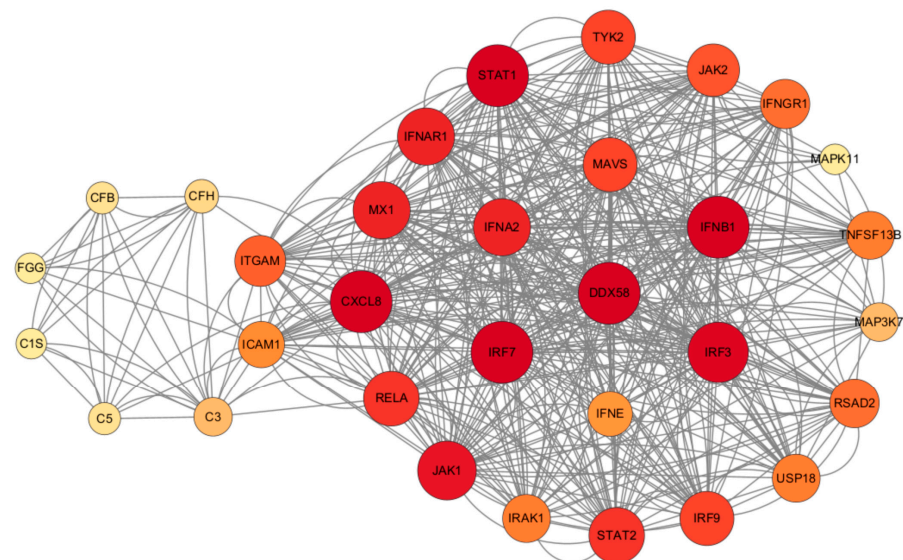 TYK2
STAT1
JAK2
IFNGR1
IFNAR1
MAVS
MAPK11
CFB
CFH
MX1
IFNA2
IFNB1
TNFSF13B
ITGAM
FGG
DDX58
CXCL8
MAP3K7
C1S
ICAM1
IRF7
IRF3
RELA
RSAD2
C5
C3
IFNE
JAK1
USP18
IRAK1
IRF9
STAT2